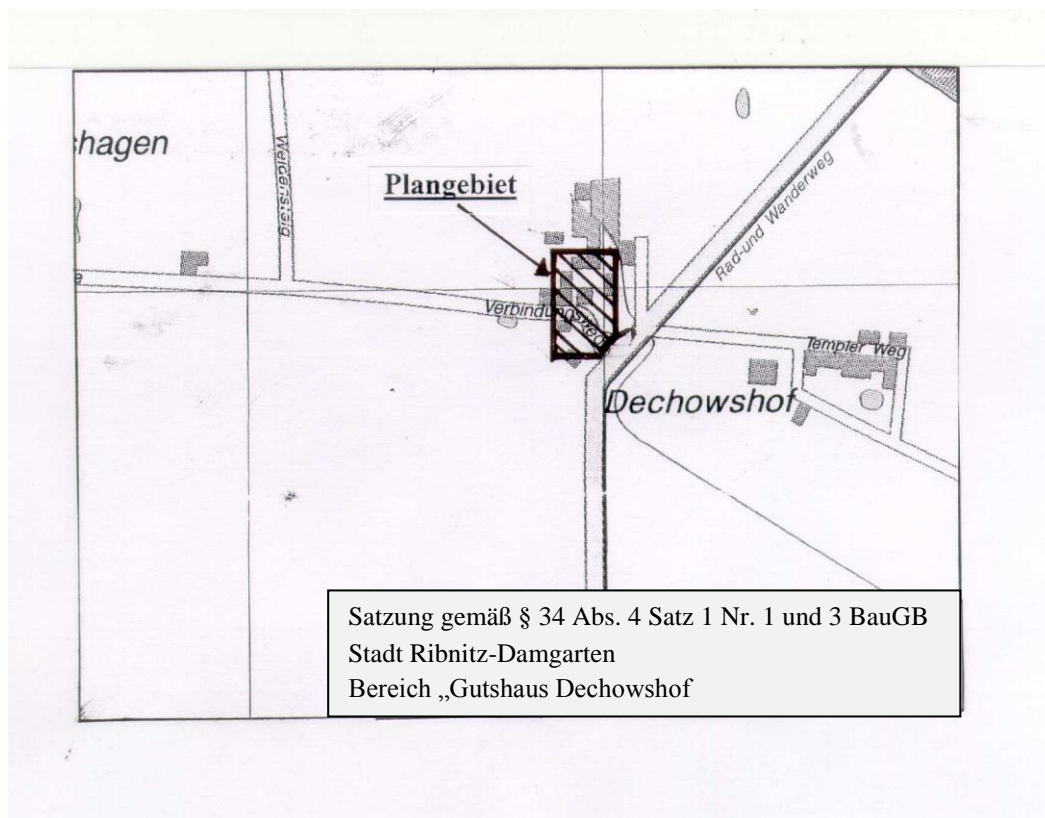 shagen
Plangebiet
Weidensteig
Rad-und Wanderweg
Verbindungsweg
Templer Weg
Dechowshof
Satzung gemäß § 34 Abs. 4 Satz 1 Nr. 1 und 3 BauGB
Stadt Ribnitz-Damgarten
Bereich „Gutshaus Dechowshof